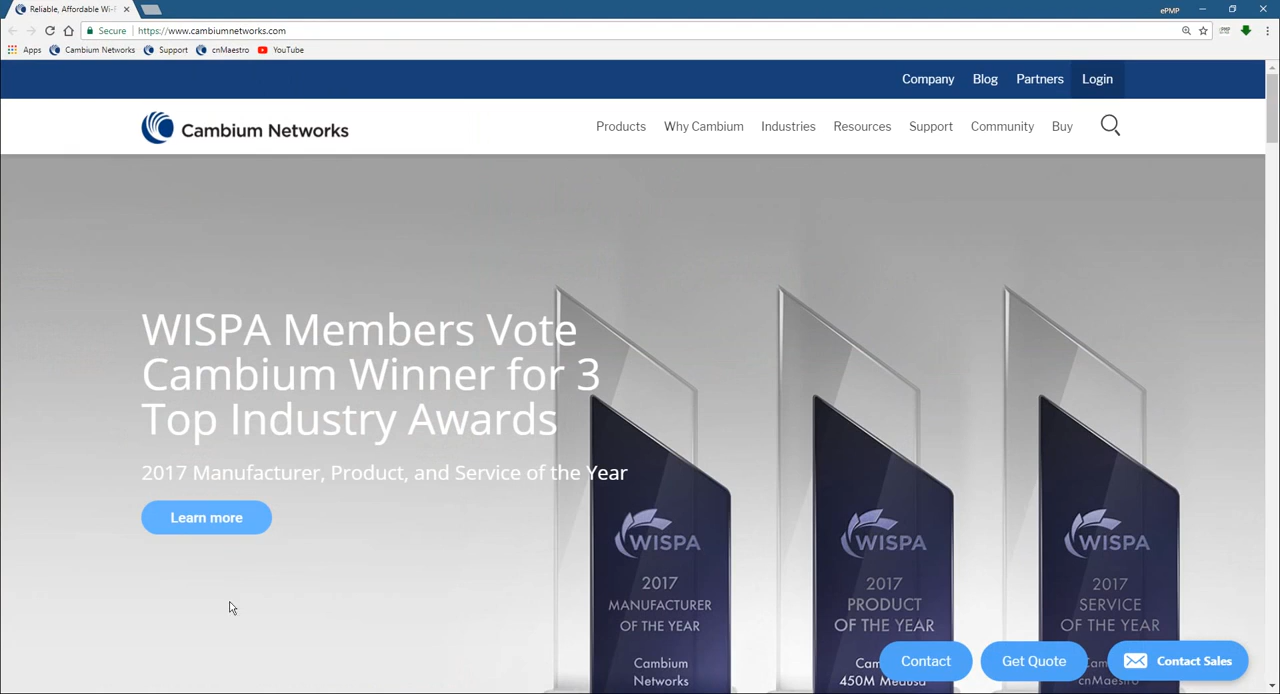 Reliable, Affordable Wi-F
ePMP
Secure
https://www.cambiumnetworks.com
Apps
Cambium Networks
Support
cnMaestro
YouTube
Company
Blog
Partners
Login
Cambium Networks
Products
Why Cambium
Industries
Resources
Support
Community
Buy
WISPA Members Vote
Cambium Winner for 3
Top Industry Awards
2017 Manufacturer, Product, and Service of the Year
Learn more
WISPA
2017
MANUFACTURER
OF THE YEAR
Cambium
Networks
WISPA
2017
PRODUCT
OF THE YEAR
450M Medusa
WISPA
2017
SERVICE
OF THE YEAR
cnMaestro
Contact
Get Quote
Contact Sales